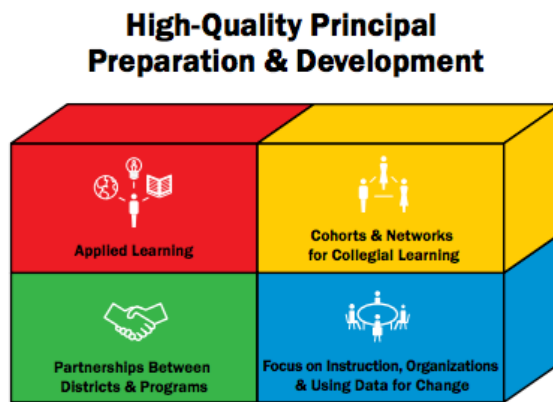 High-Quality Principal
Preparation & Development
Applied Learning
Cohorts & Networks
for Collegial Learning
Partnerships Between
Districts & Programs
Focus on Instruction, Organizations
& Using Data for Change